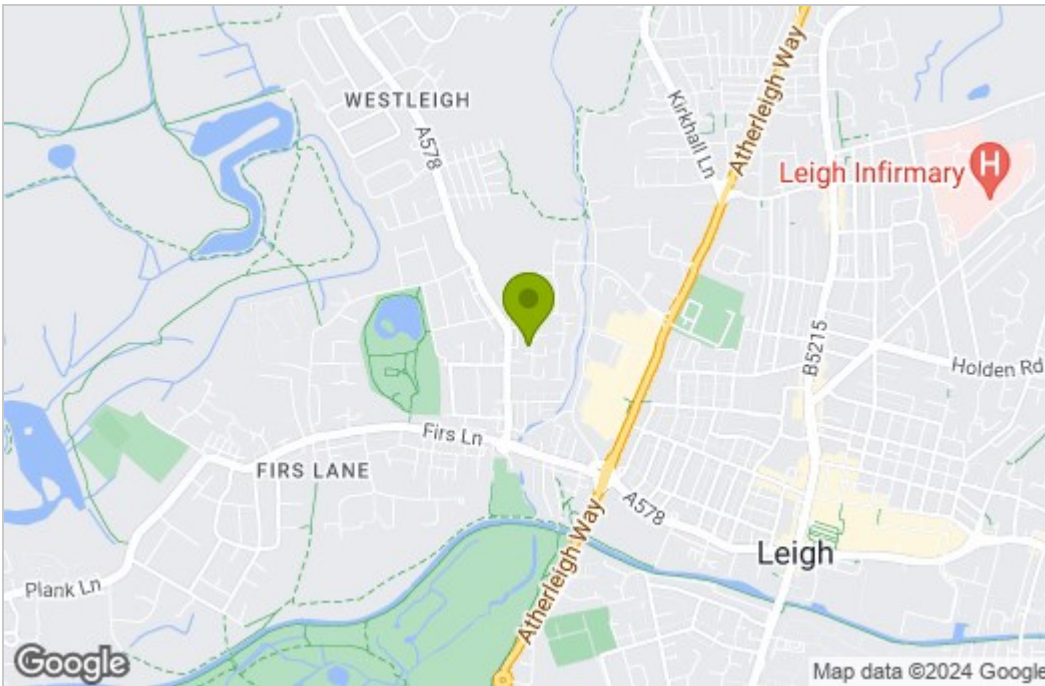 WESTLEIGH
A578
Kirkhall Ln
Atherleigh Way
Leigh Infirmary
H
B5215
Holden Rd
Firs Ln
FIRS LANE
A578
Leigh
Plank Ln
Atherleigh Way
Google
Map data ©2024 Google